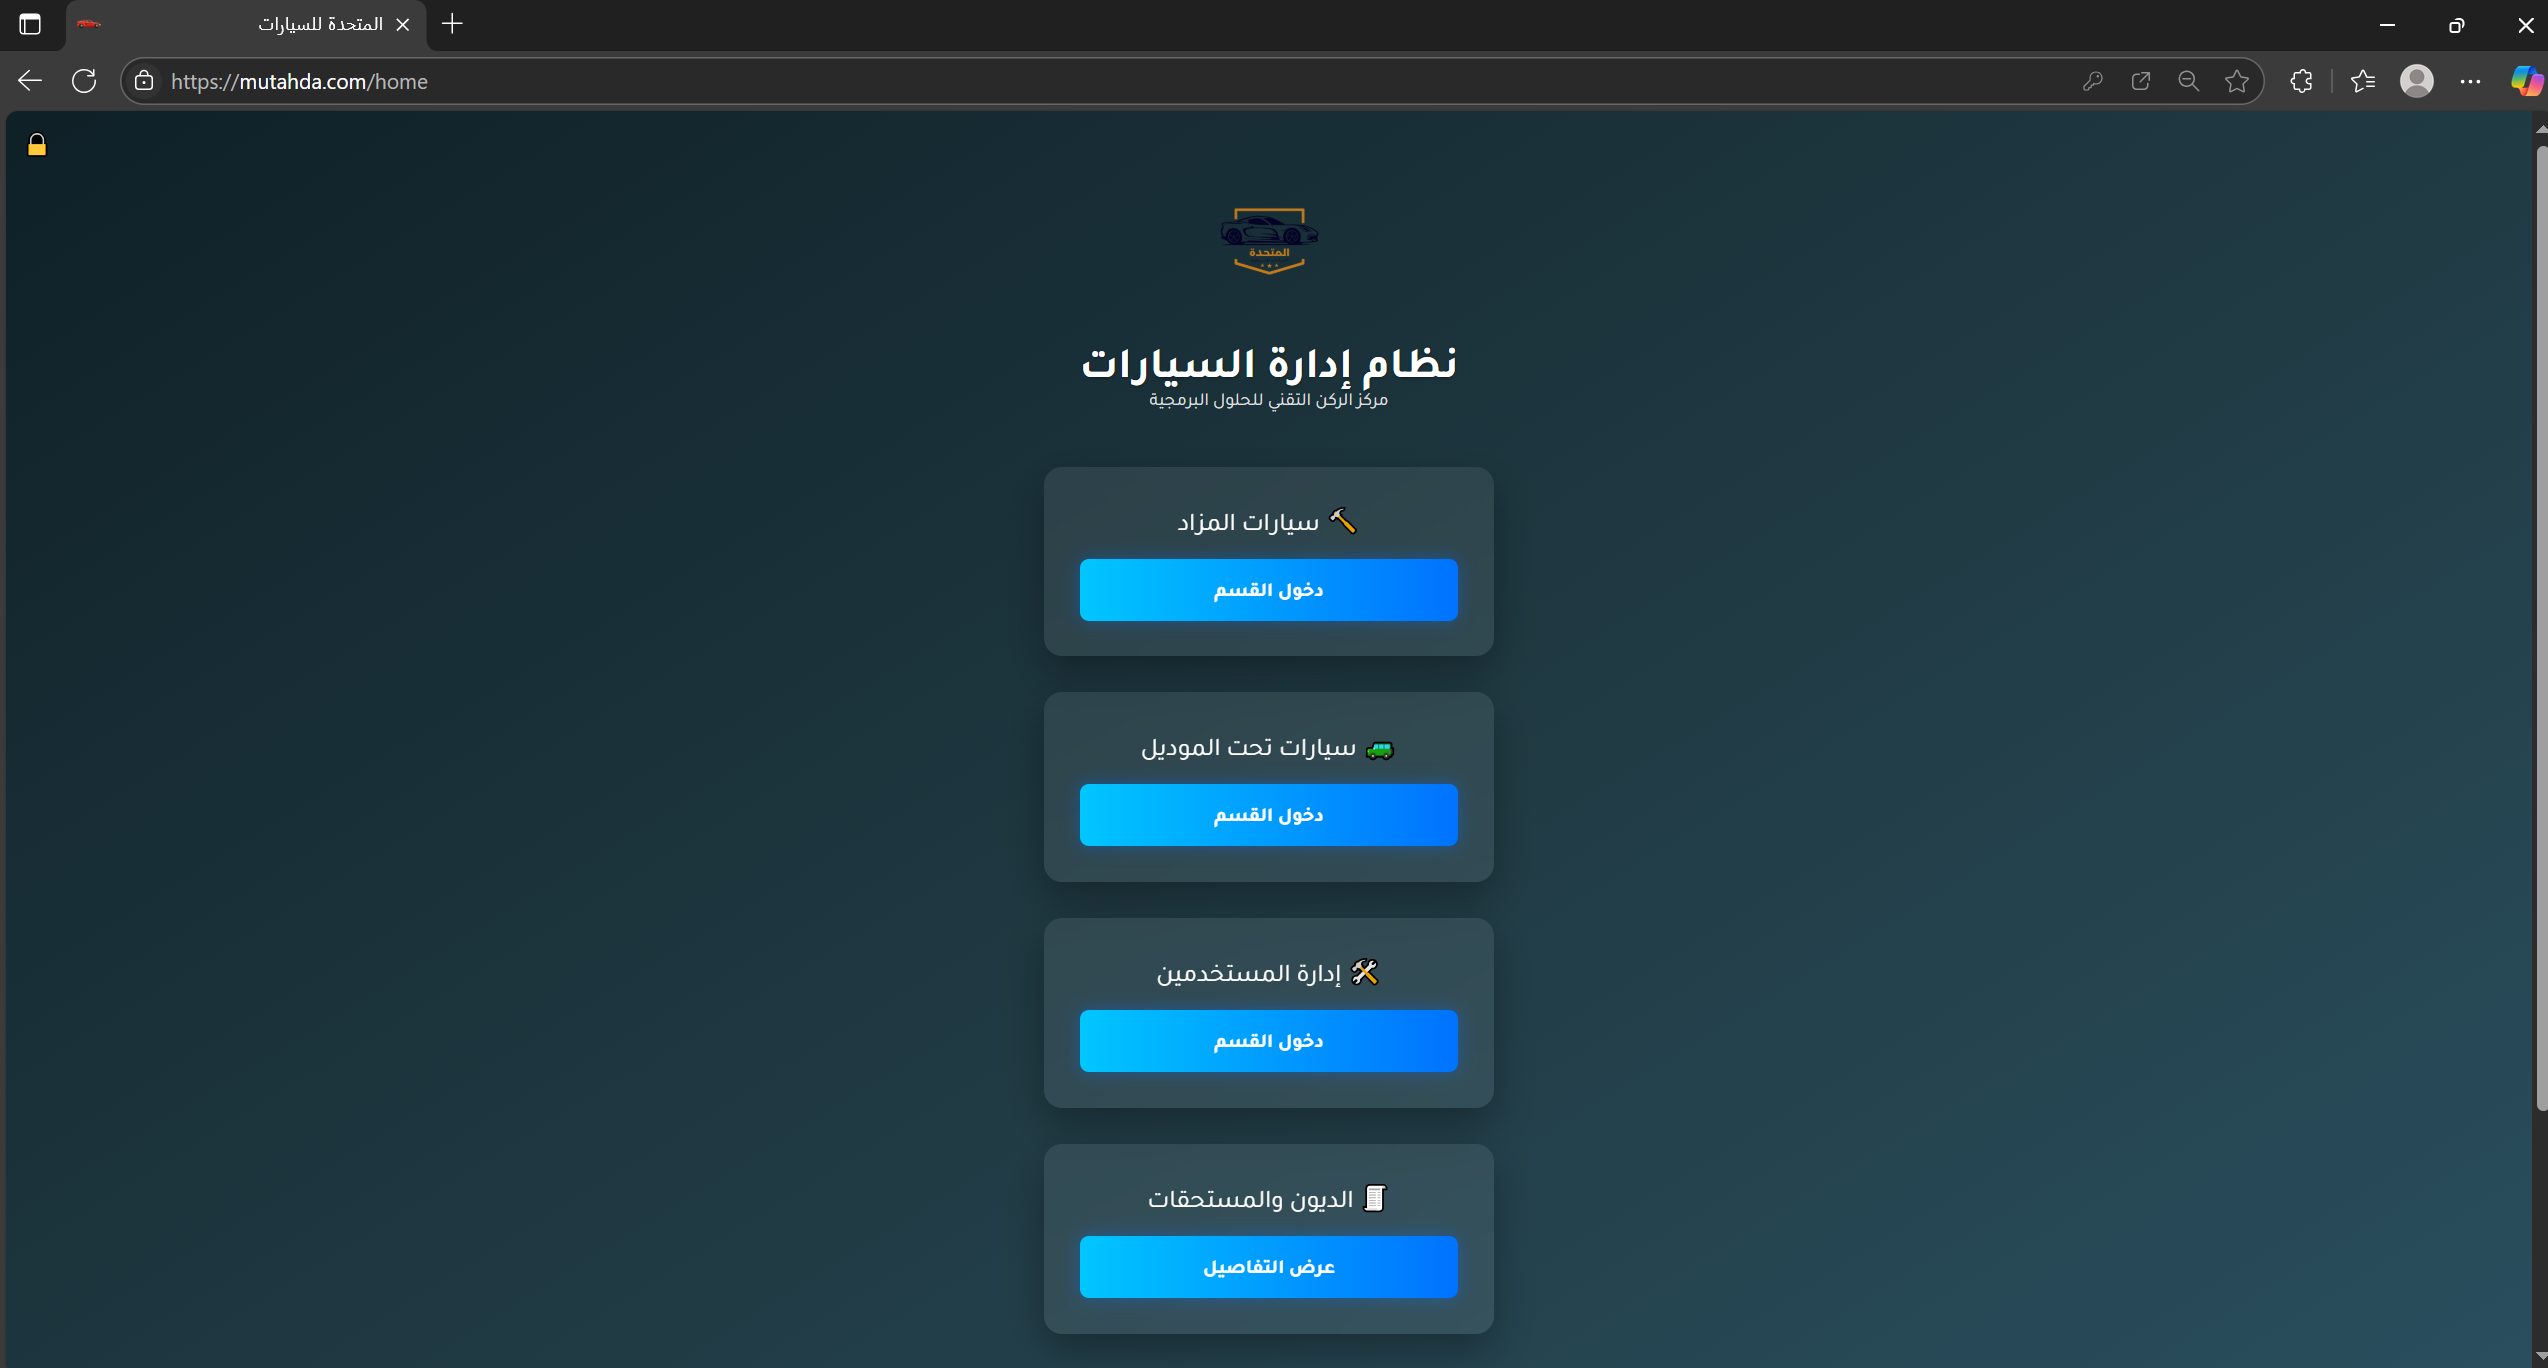 المتحدة للسيارات
https://mutahda.com/home
المتحدة
نظام إدارة السيارات
مركز الركن التقني للحلول البرمجية
سيارات المزاد
دخول القسم
سيارات تحت الموديل
دخول القسم
إدارة المستخدمين
دخول القسم
الديون والمستحقات
عرض التفاصيل